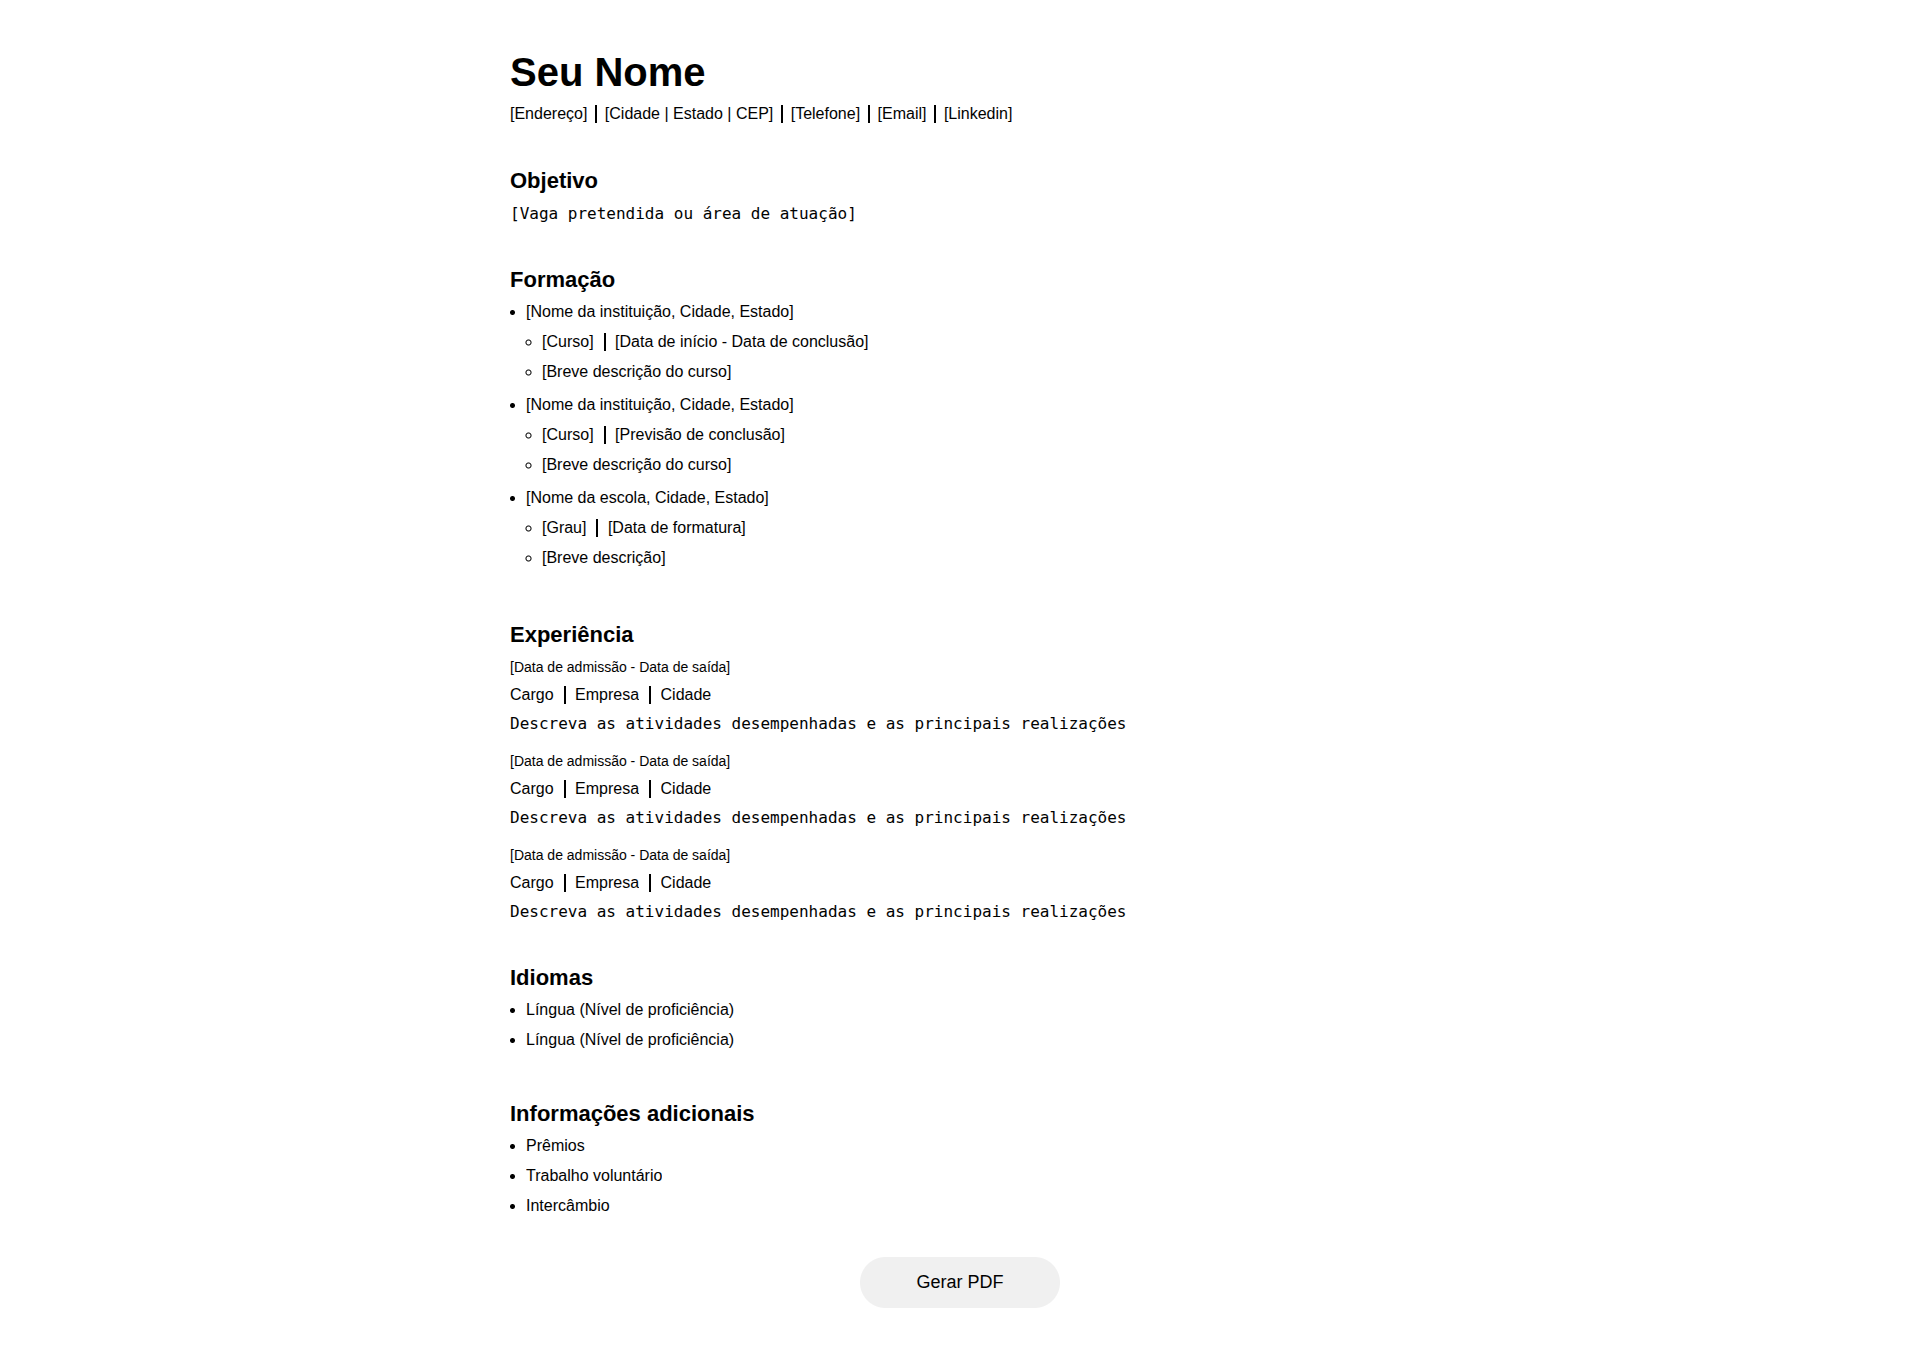 Seu Nome
[Endereço] | [Cidade | Estado | CEP] | [Telefone] | [Email] | [Linkedin]
Objetivo
[Vaga pretendida ou área de atuação]
Formação
[Nome da instituição, Cidade, Estado]
[Curso] | [Data de início - Data de conclusão]
[Breve descrição do curso]
[Nome da instituição, Cidade, Estado]
[Curso] | [Previsão de conclusão]
[Breve descrição do curso]
[Nome da escola, Cidade, Estado]
[Grau] | [Data de formatura]
[Breve descrição]
Experiência
[Data de admissão - Data de saída]
Cargo | Empresa | Cidade
Descreva as atividades desempenhadas e as principais realizações
[Data de admissão - Data de saída]
Cargo | Empresa | Cidade
Descreva as atividades desempenhadas e as principais realizações
[Data de admissão - Data de saída]
Cargo | Empresa | Cidade
Descreva as atividades desempenhadas e as principais realizações
Idiomas
Língua (Nível de proficiência)
Língua (Nível de proficiência)
Informações adicionais
Prêmios
Trabalho voluntário
Intercâmbio
Gerar PDF